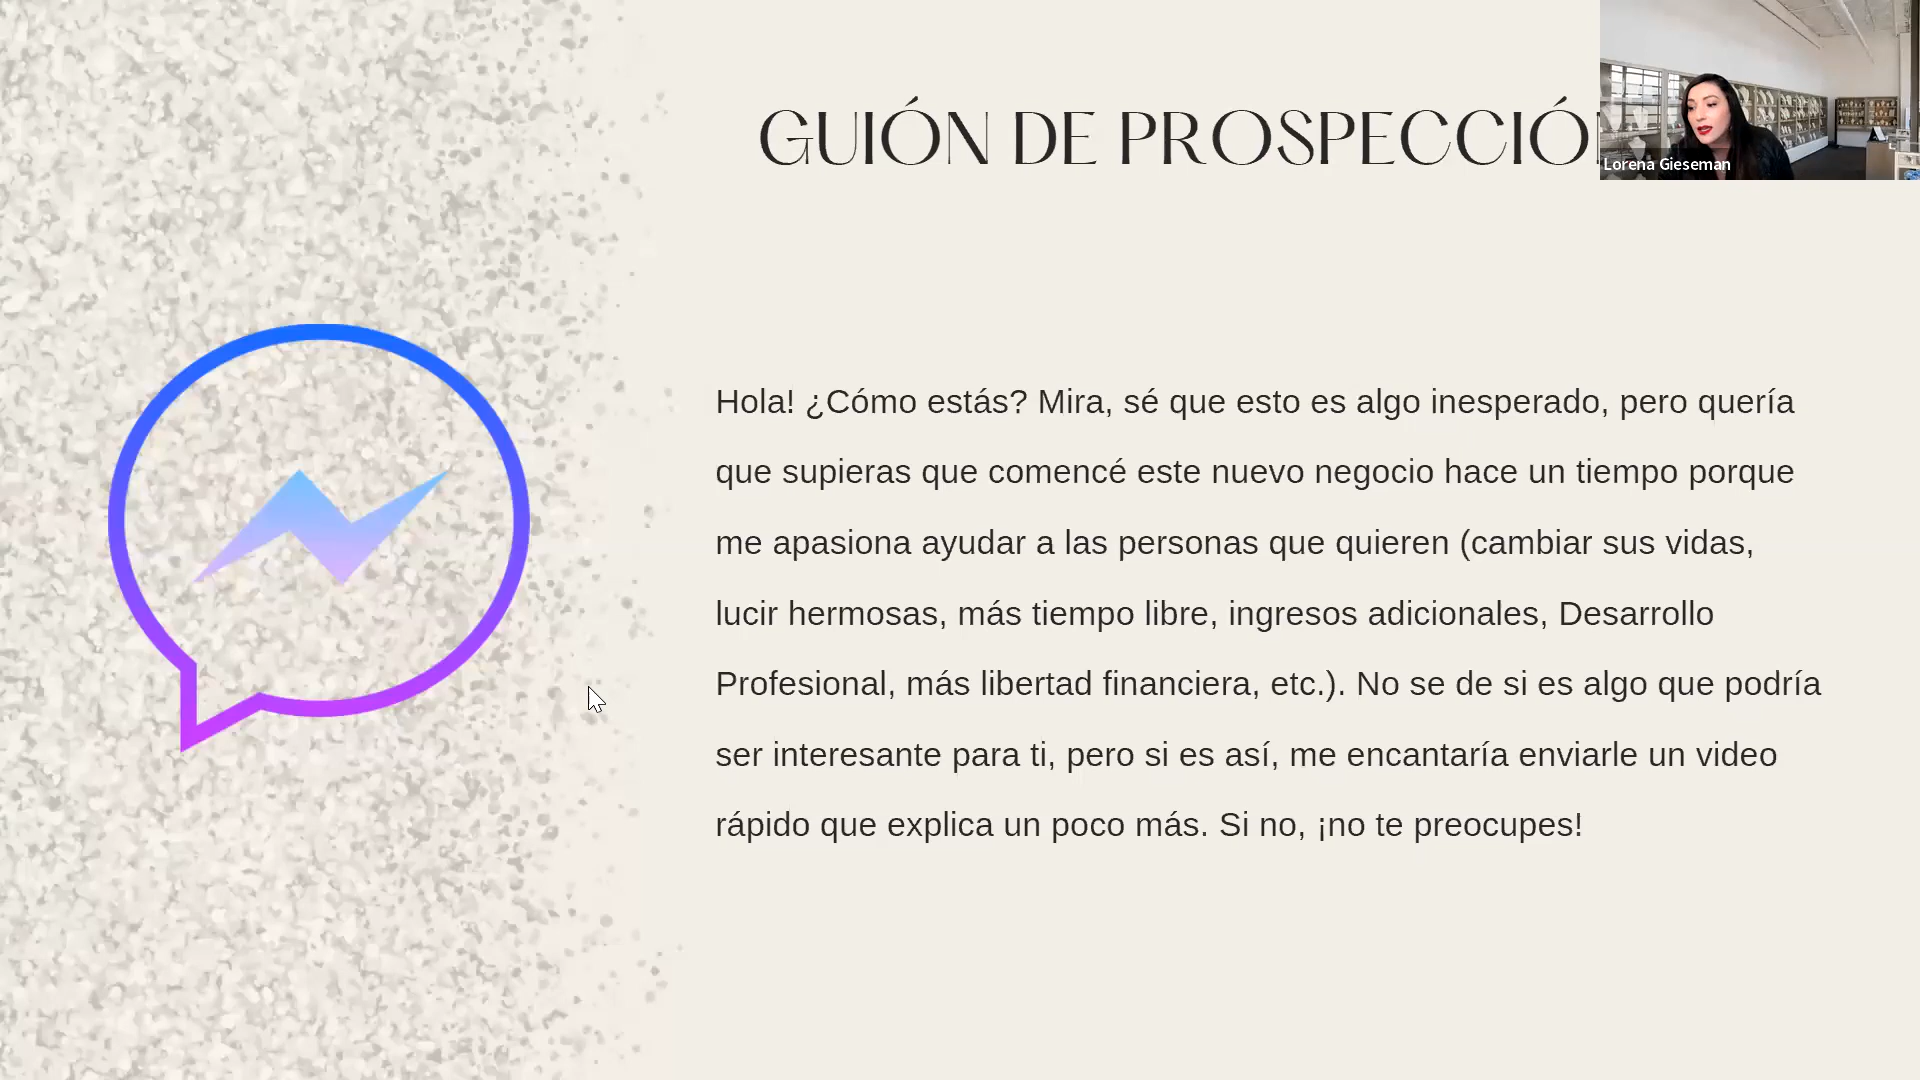 GUIÓN DE PROSPECCIÓN
Lorena Gieseman
Hola! ¿Cómo estás? Mira, sé que esto es algo inesperado, pero quería
que supieras que comencé este nuevo negocio hace un tiempo porque
me apasiona ayudar a las personas que quieren (cambiar sus vidas,
lucir hermosas, más tiempo libre, ingresos adicionales, Desarrollo
Profesional, más libertad financiera, etc.). No se de si es algo que podría
ser interesante para ti, pero si es así, me encantaría enviarle un video
rápido que explica un poco más. Si no, ¡no te preocupes!